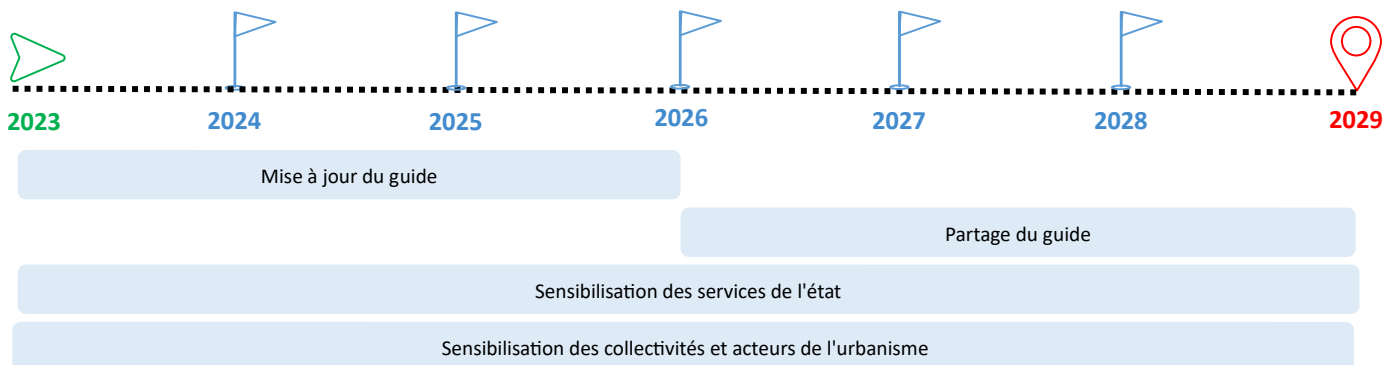 2023 2024 2025 2026 2027 2028 2029
Mise à jour du guide
Partage du guide
Sensibilisation des services de l'état
Sensibilisation des collectivités et acteurs de l'urbanisme